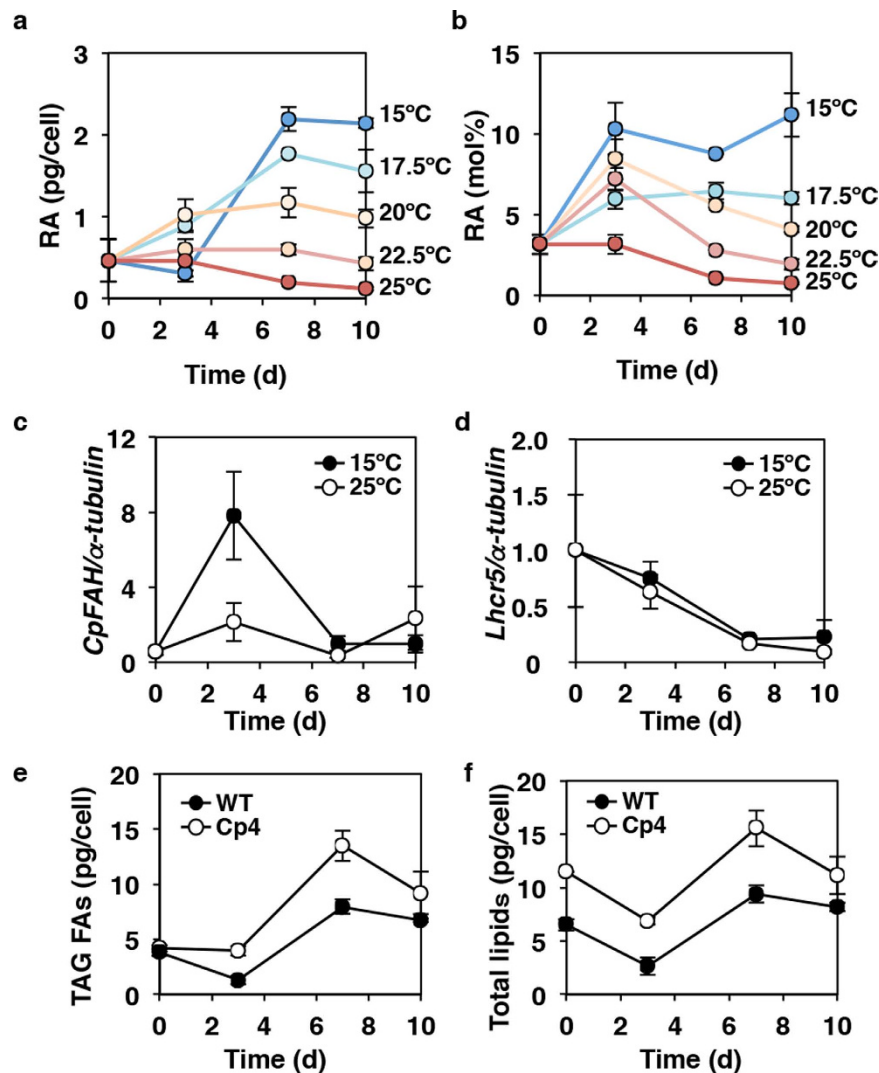 a
3
2
1
0
RA (pg/cell)
0 2 4 6 8 10
Time (d)
15ºC
17.5ºC
20ºC
22.5ºC
25ºC
b
15
10
5
0
RA (mol%)
0 2 4 6 8 10
Time (d)
15ºC
17.5ºC
20ºC
22.5ºC
25ºC
c
12
8
4
0
CpFAH/α-tubulin
15ºC
25ºC
0 2 4 6 8 10
Time (d)
d
2.0
1.5
1.0
0.5
0
Lhcr5/α-tubulin
15ºC
25ºC
0 2 4 6 8 10
Time (d)
e
20
15
10
5
0
TAG FAs (pg/cell)
WT
Cp4
0 2 4 6 8 10
Time (d)
f
20
15
10
5
0
Total lipids (pg/cell)
WT
Cp4
0 2 4 6 8 10
Time (d)